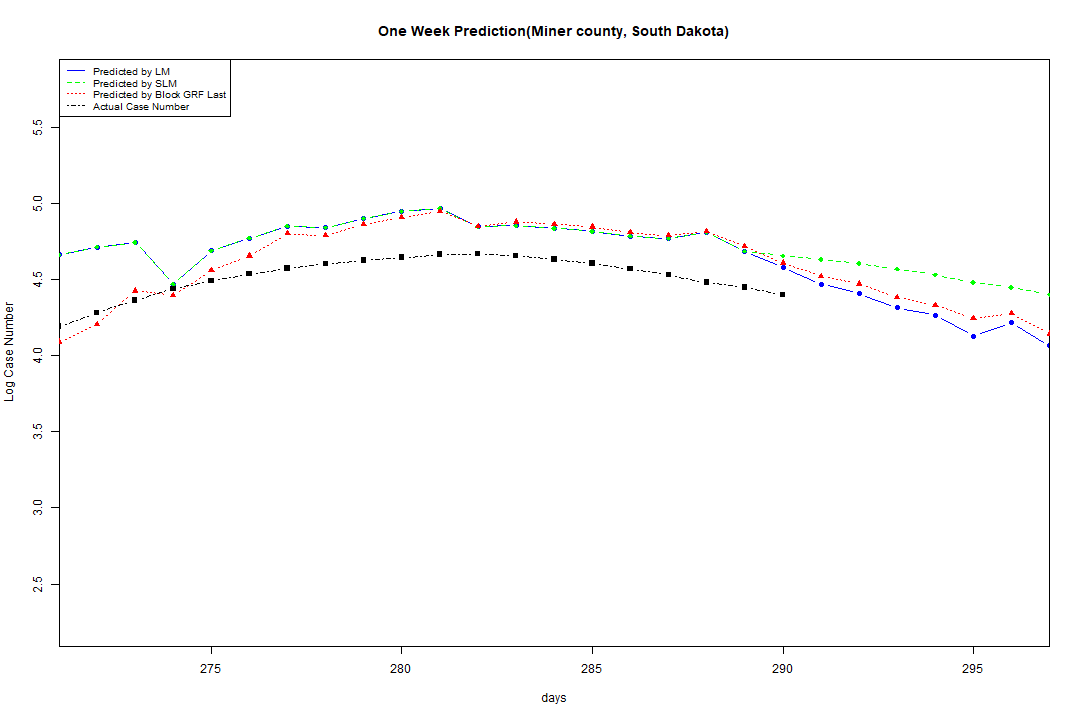 One Week Prediction(Miner county, South Dakota)
Predicted by LM
Predicted by SLM
Predicted by Block GRF Last
Actual Case Number
5.5
5.0
4.5
4.0
3.5
3.0
2.5
Log Case Number
275 280 285 290 295
days